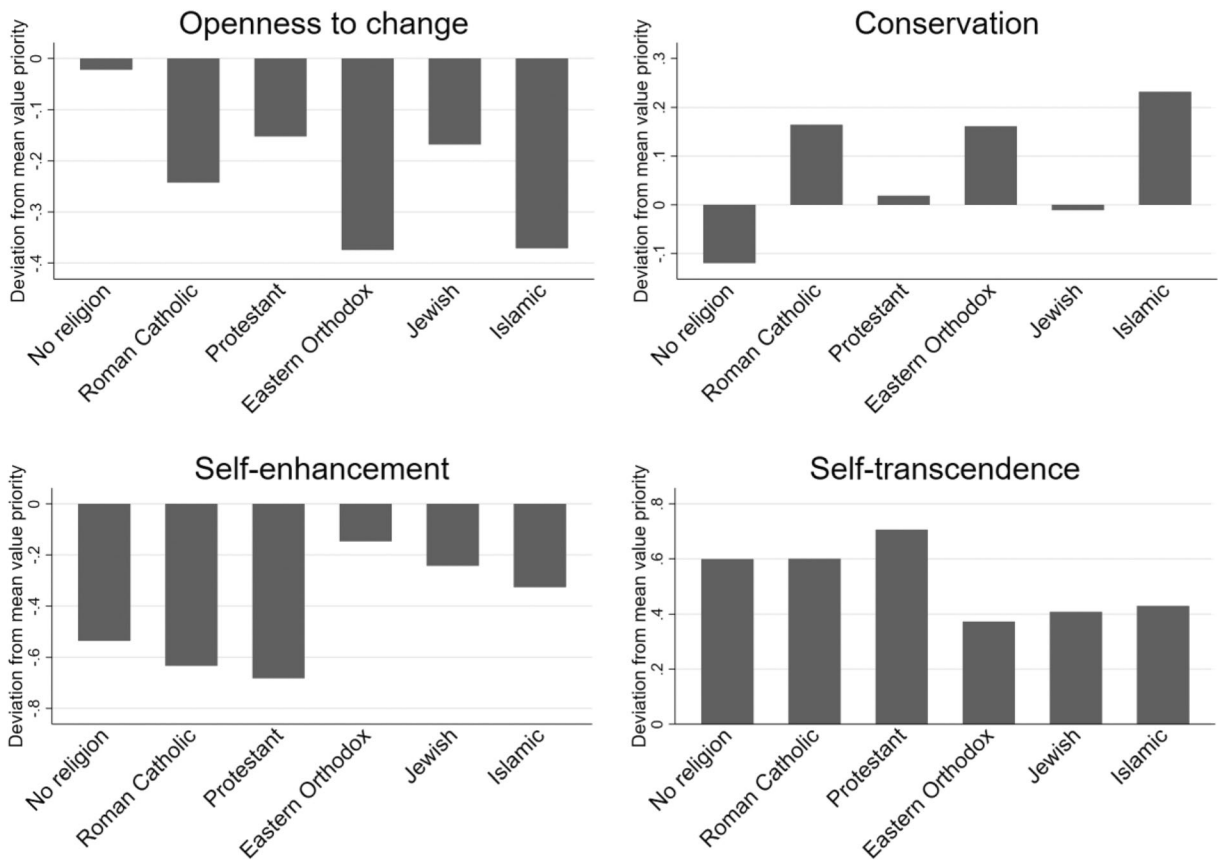 Openness to change
Deviation from mean value priority
0
-.1
-.2
-.3
-.4
No religion
Roman Catholic
Protestant
Eastern Orthodox
Jewish
Islamic
Conservation
Deviation from mean value priority
.3
.2
.1
0
-.1
No religion
Roman Catholic
Protestant
Eastern Orthodox
Jewish
Islamic
Self-enhancement
Deviation from mean value priority
0
-.2
-.4
-.6
-.8
No religion
Roman Catholic
Protestant
Eastern Orthodox
Jewish
Islamic
Self-transcendence
Deviation from mean value priority
.8
.6
.4
.2
0
No religion
Roman Catholic
Protestant
Eastern Orthodox
Jewish
Islamic